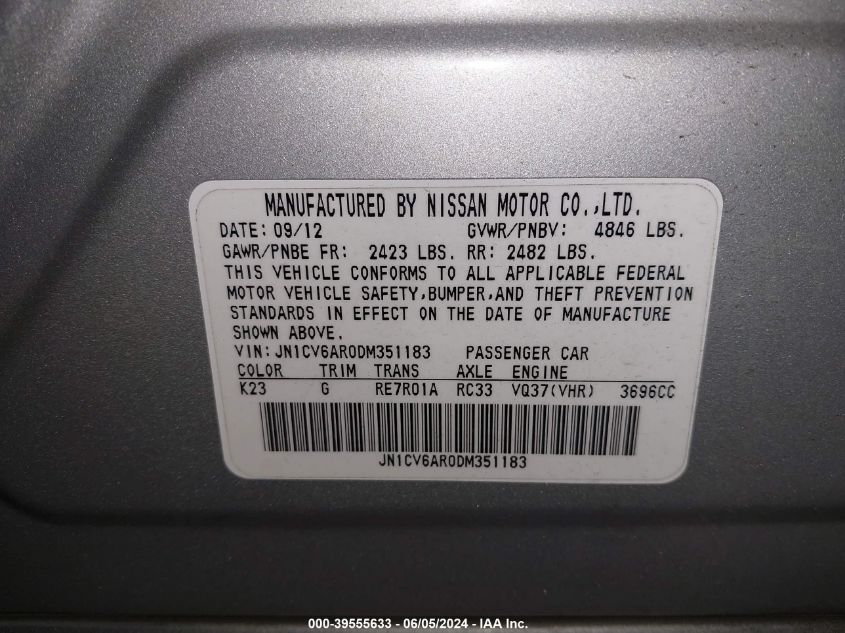 MANUFACTURED BY NISSAN MOTOR CO.,LTD.
DATE: 09/12 GVWR/PNBV: 4846 LBS.
GAWR/PNBE FR: 2423 LBS. RR: 2482 LBS.
THIS VEHICLE CONFORMS TO ALL APPLICABLE FEDERAL
MOTOR VEHICLE SAFETY,BUMPER,AND THEFT PREVENTION
STANDARDS IN EFFECT ON THE DATE OF MANUFACTURE
SHOWN ABOVE.
VIN: JN1CV6AR0DM351183 PASSENGER CAR
COLOR TRIM TRANS AXLE ENGINE
K23 G RE7R01A RC33 VQ37(VHR) 3696CC
JN1CV6AR0DM351183
000-39555633 - 06/05/2024 - IAA Inc.